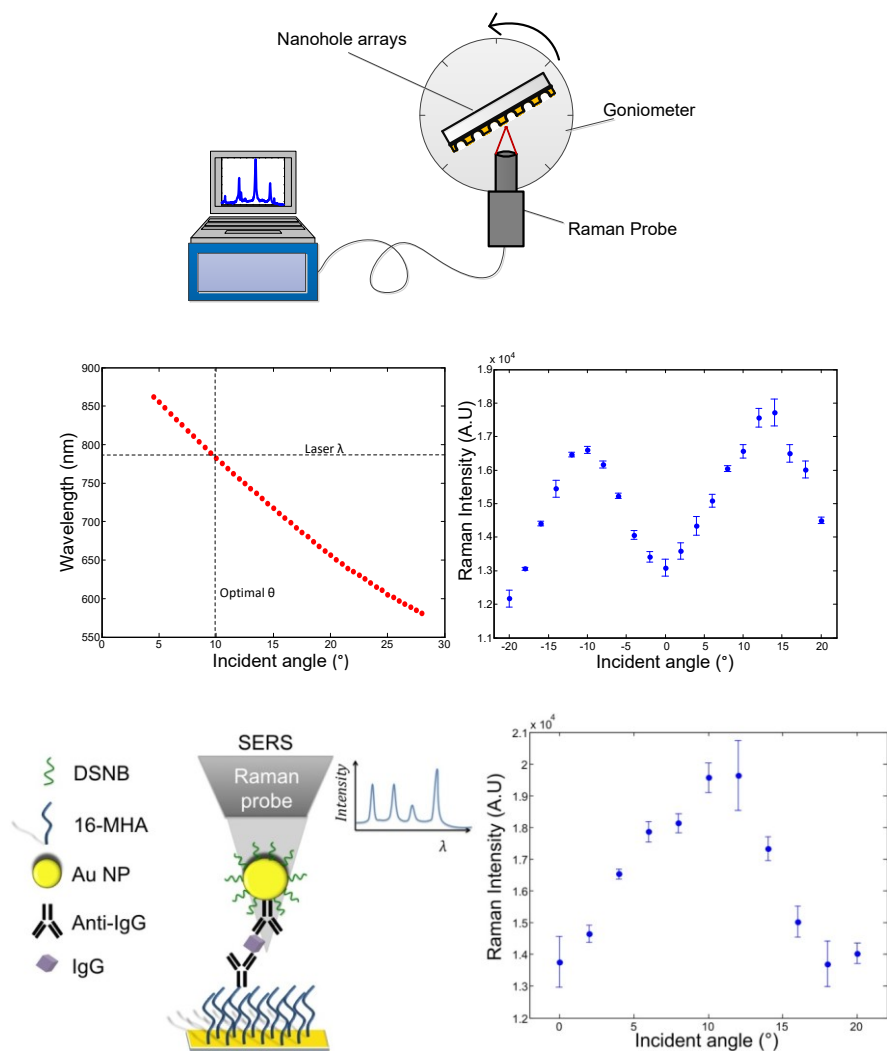 Nanohole arrays
Goniometer
Raman Probe
900
850
800
750
700
650
600
550
0
5
10
15
20
25
30
Wavelength (nm)
Incident angle (°)
Laser λ
Optimal θ
x 10⁴
1.9
1.8
1.7
1.6
1.5
1.4
1.3
1.2
1.1
-20
-15
-10
-5
0
5
10
15
20
Raman Intensity (A.U)
Incident angle (°)
DSNB
16-MHA
Au NP
Anti-IgG
IgG
SERS
Raman
probe
Intensity
λ
x 10⁴
2.1
2
1.9
1.8
1.7
1.6
1.5
1.4
1.3
1.2
0
5
10
15
20
Raman Intensity (A.U)
Incident angle (°)